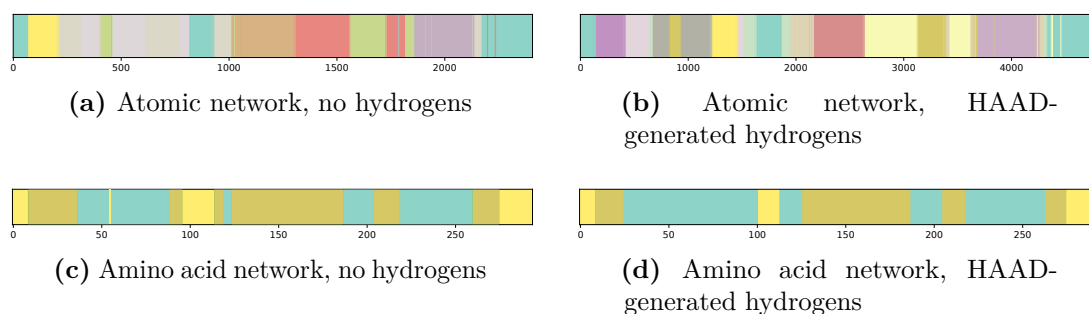 0 500 1000 1500 2000
0 1000 2000 3000 4000
(a) Atomic network, no hydrogens
(b) Atomic network, HAAD-
generated hydrogens
0 50 100 150 200 250
0 50 100 150 200 250
(c) Amino acid network, no hydrogens
(d) Amino acid network, HAAD-
generated hydrogens